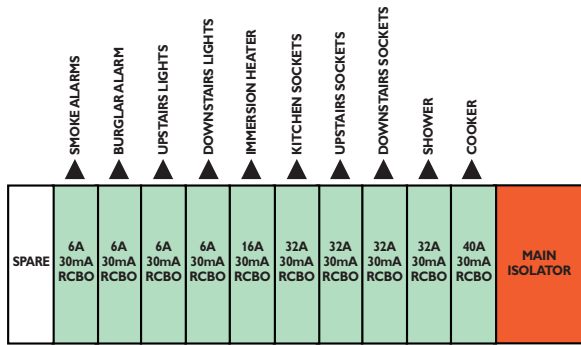 SMOKE ALARMS
BURGLAR ALARM
UPSTAIRS LIGHTS
DOWNSTAIRS LIGHTS
IMMERSION HEATER
KITCHEN SOCKETS
UPSTAIRS SOCKETS
DOWNSTAIRS SOCKETS
SHOWER
COOKER
SPARE
6A
30mA
RCBO
6A
30mA
RCBO
6A
30mA
RCBO
6A
30mA
RCBO
16A
30mA
RCBO
32A
30mA
RCBO
32A
30mA
RCBO
32A
30mA
RCBO
32A
30mA
RCBO
40A
30mA
RCBO
MAIN
ISOLATOR